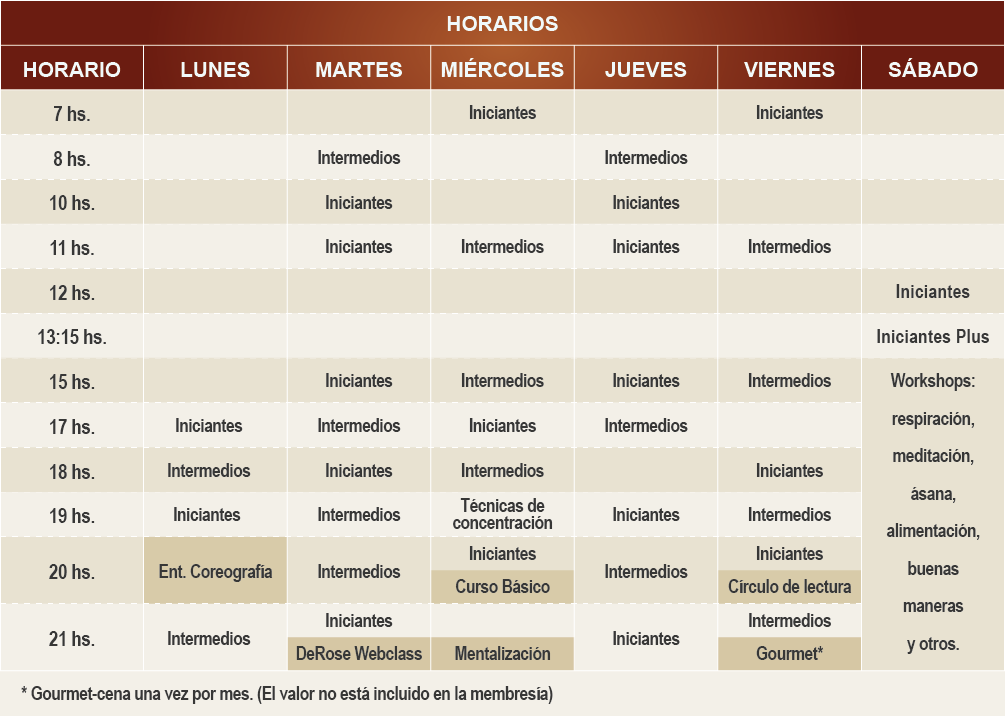 HORARIOS
HORARIO LUNES MARTES MIÉRCOLES JUEVES VIERNES SÁBADO
7 hs. Iniciantes Iniciantes
8 hs. Intermedios Intermedios
10 hs. Iniciantes Iniciantes
11 hs. Iniciantes Intermedios Iniciantes Intermedios
12 hs. Iniciantes
13:15 hs. Iniciantes Plus
15 hs. Iniciantes Intermedios Iniciantes Intermedios Workshops:
respiración,
17 hs. Iniciantes Intermedios Iniciantes Intermedios
meditación,
18 hs. Intermedios Iniciantes Intermedios Iniciantes
ásana,
19 hs. Iniciantes Intermedios Técnicas de concentración Iniciantes Intermedios
alimentación,
Iniciantes Iniciantes
20 hs. Ent. Coreografía Intermedios Intermedios buenas
Curso Básico Círculo de lectura
maneras
Iniciantes Intermedios
21 hs. Intermedios Iniciantes y otros.
DeRose Webclass Mentalización Gourmet*
* Gourmet-cena una vez por mes. (El valor no está incluido en la membresía)